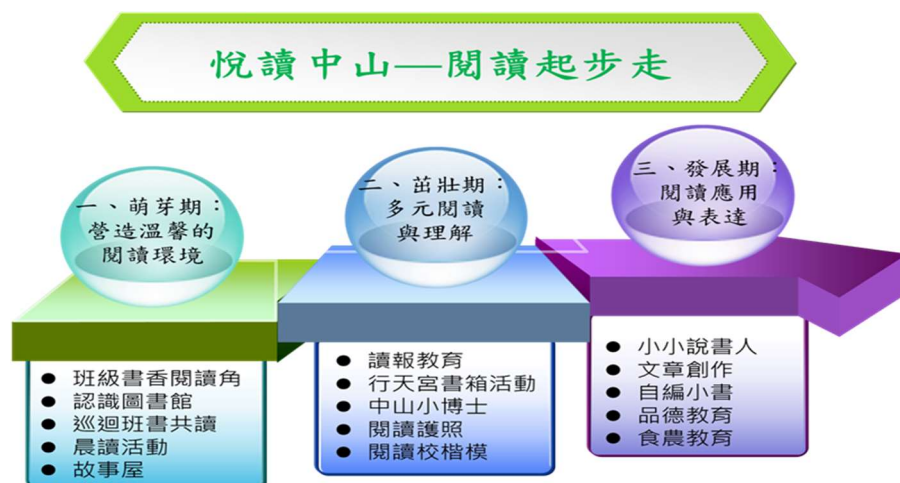 悅讀中山—閱讀起步走
一、萌芽期：
營造溫馨的
閱讀環境
● 班級書香閱讀角
● 認識圖書館
● 巡迴班書共讀
● 晨讀活動
● 故事屋
二、茁壯期：
多元閱讀
與理解
● 讀報教育
● 行天宮書箱活動
● 中山小博士
● 閱讀護照
● 閱讀校楷模
三、發展期：
閱讀應用
與表達
● 小小說書人
● 文章創作
● 自編小書
● 品德教育
● 食農教育